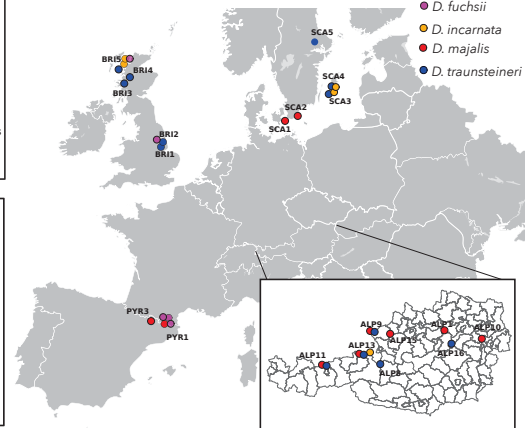 D. fuchsii
D. incarnata
D. majalis
D. traunsteineri
SCA5
BRI5
BRI4
BRI3
SCA4
SCA3
SCA2
SCA1
BRI2
BRI1
PYR3
PYR1
ALP9
ALP10
ALP15
ALP13
ALP16
ALP11
ALP8